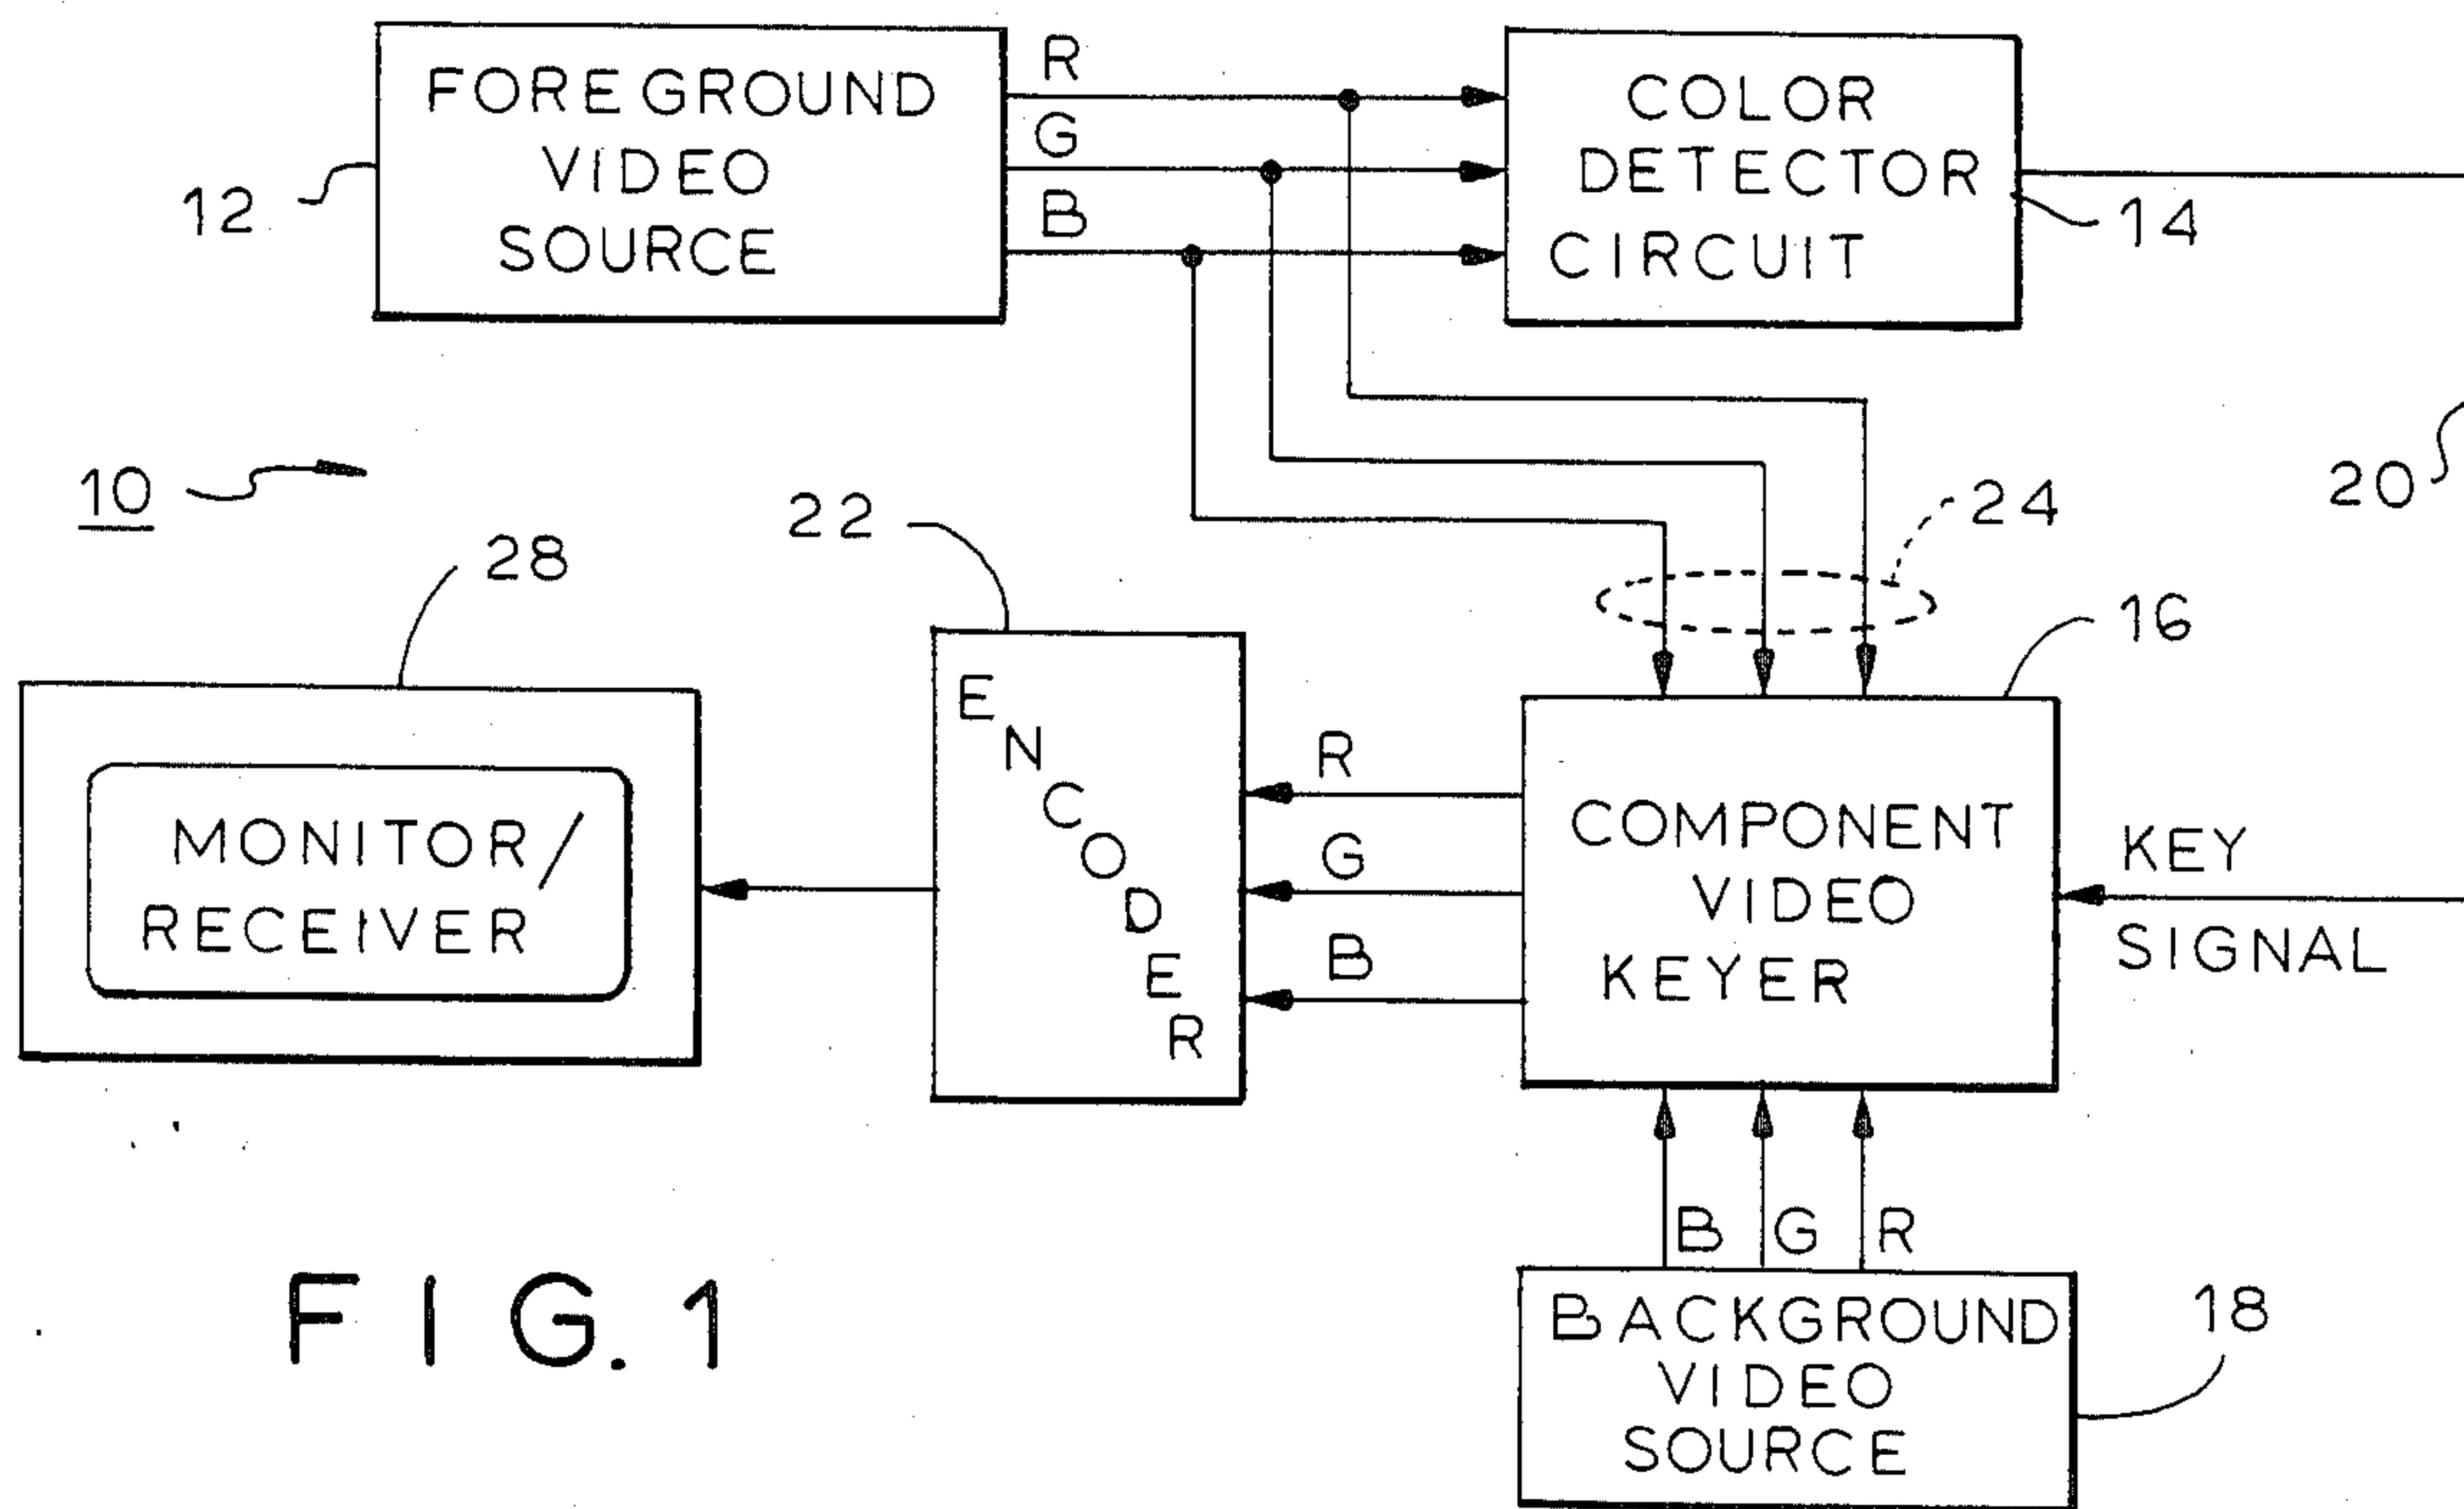 FOREGROUND
VIDEO
SOURCE
12
R
G
B
COLOR
DETECTOR
CIRCUIT
14
10
20
24
22
28
16
ENCODER
MONITOR/
RECEIVER
R
G
B
COMPONENT
VIDEO
KEYER
KEY
SIGNAL
B G R
BACKGROUND
VIDEO
SOURCE
18
FIG. 1